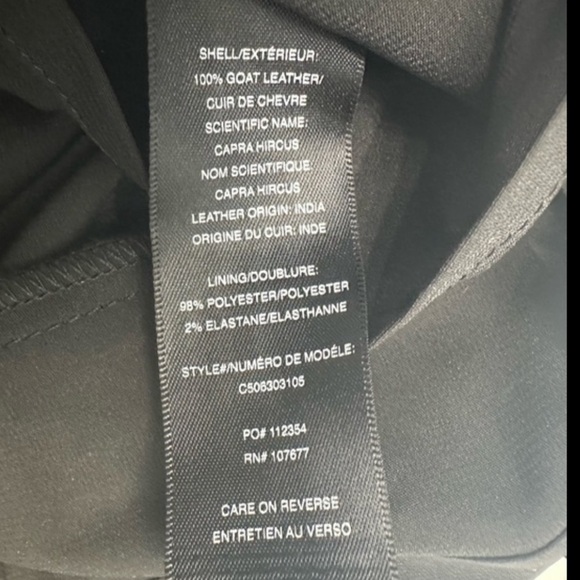 SHELL/EXTÉRIEUR:
100% GOAT LEATHER/
CUIR DE CHEVRE
SCIENTIFIC NAME:
CAPRA HIRCUS
NOM SCIENTIFIQUE:
CAPRA HIRCUS
LEATHER ORIGIN: INDIA
ORIGINE DU CUIR: INDE
LINING/DOUBLURE:
98% POLYESTER/POLYESTER
2% ELASTANE/ELASTHANNE
STYLE#/NUMÉRO DE MODÈLE:
C506303105
PO# 112354
RN# 107677
CARE ON REVERSE
ENTRETIEN AU VERSO